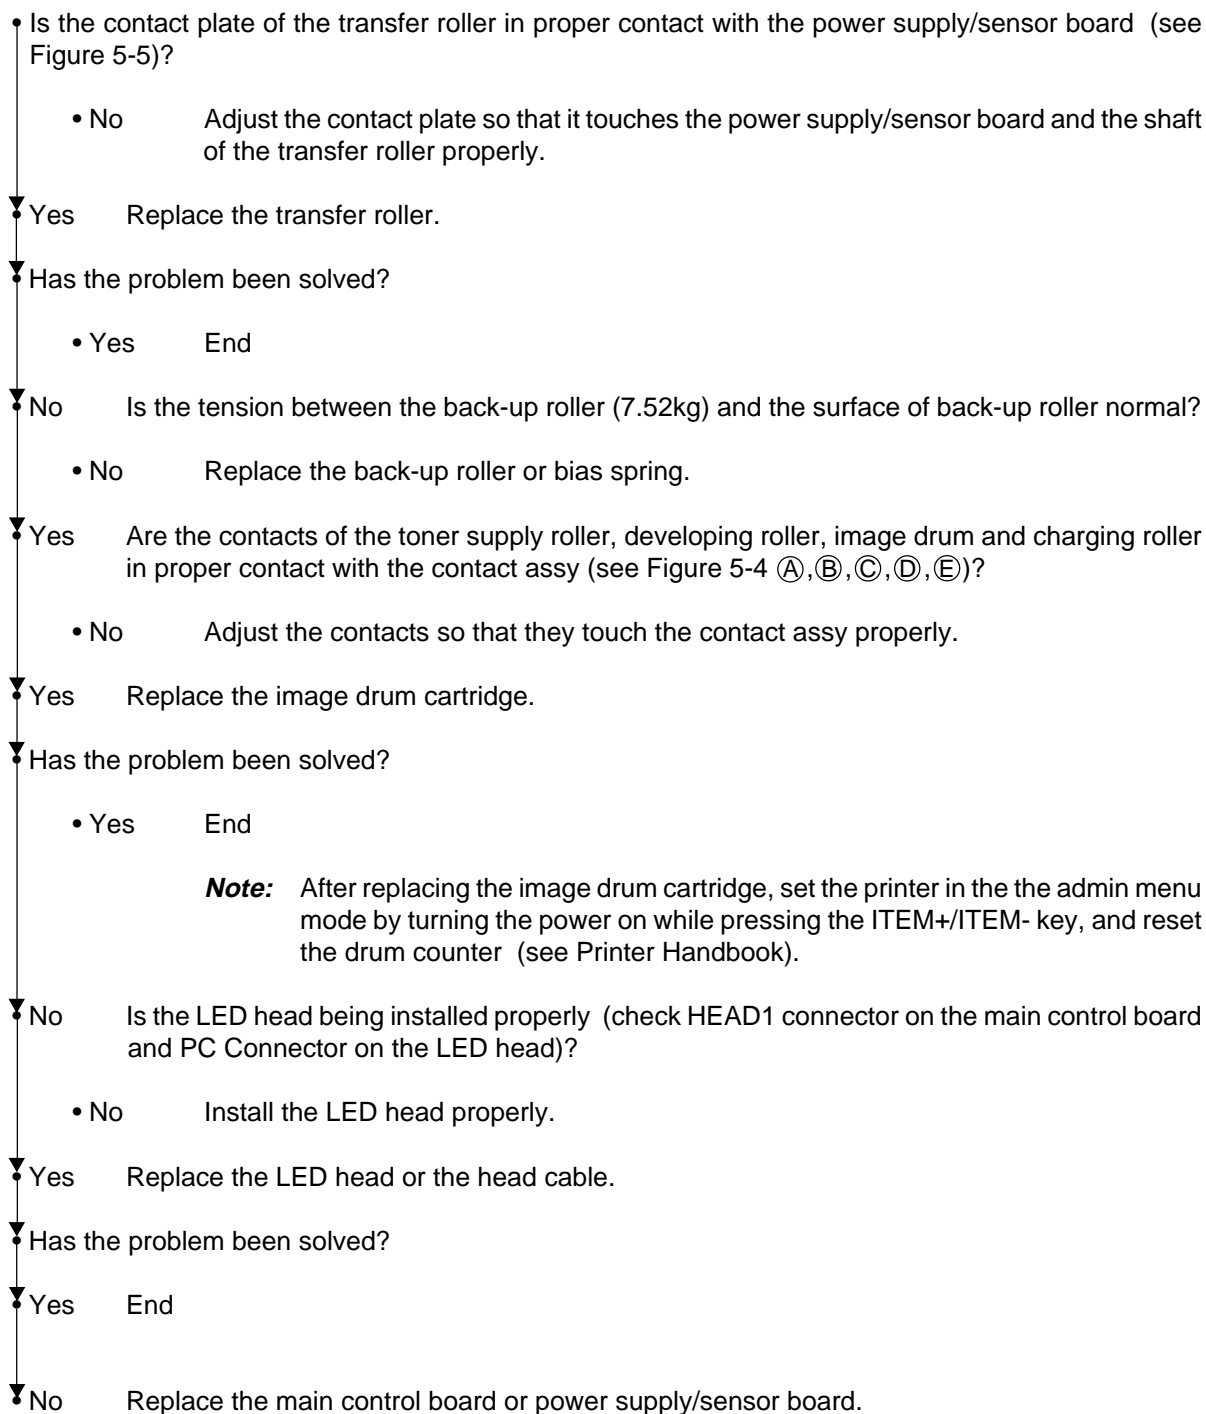 • Is the contact plate of the transfer roller in proper contact with the power supply/sensor board (see
Figure 5-5)?
• No Adjust the contact plate so that it touches the power supply/sensor board and the shaft
of the transfer roller properly.
• Yes Replace the transfer roller.
• Has the problem been solved?
• Yes End
• No Is the tension between the back-up roller (7.52kg) and the surface of back-up roller normal?
• No Replace the back-up roller or bias spring.
• Yes Are the contacts of the toner supply roller, developing roller, image drum and charging roller
in proper contact with the contact assy (see Figure 5-4 Ⓐ,Ⓑ,Ⓒ,Ⓓ,Ⓔ)?
• No Adjust the contacts so that they touch the contact assy properly.
• Yes Replace the image drum cartridge.
• Has the problem been solved?
• Yes End
Note: After replacing the image drum cartridge, set the printer in the the admin menu
mode by turning the power on while pressing the ITEM+/ITEM- key, and reset
the drum counter (see Printer Handbook).
• No Is the LED head being installed properly (check HEAD1 connector on the main control board
and PC Connector on the LED head)?
• No Install the LED head properly.
• Yes Replace the LED head or the head cable.
• Has the problem been solved?
• Yes End
• No Replace the main control board or power supply/sensor board.